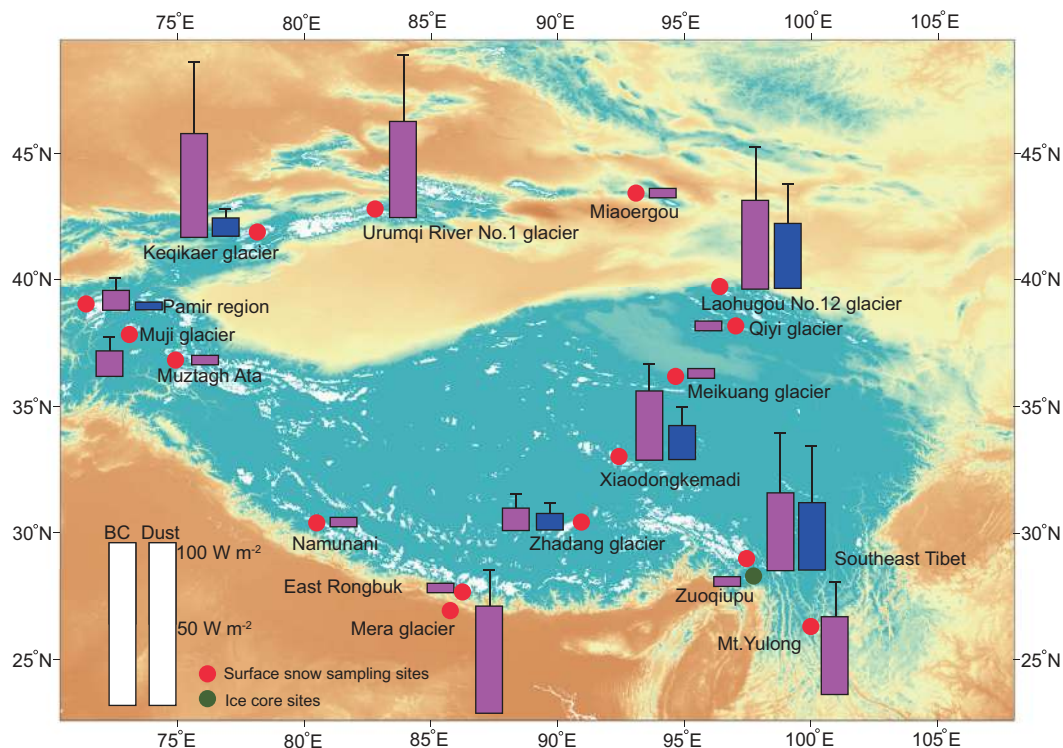 75°E 80°E 85°E 90°E 95°E 100°E 105°E
45°N 45°N
Miaoergou
Urumqi River No.1 glacier
Keqikaer glacier
40°N 40°N
Laohugou No.12 glacier
Pamir region
Qiyi glacier
Muji glacier
Muztagh Ata
Meikuang glacier
35°N 35°N
Xiaodongkemadi
30°N 30°N
BC Dust
Namunani
Zhadang glacier
100 W m-2
Southeast Tibet
East Rongbuk
Zuoqiupu
Mera glacier
50 W m-2
Mt.Yulong
25°N 25°N
Surface snow sampling sites
Ice core sites
75°E 80°E 85°E 90°E 95°E 100°E 105°E